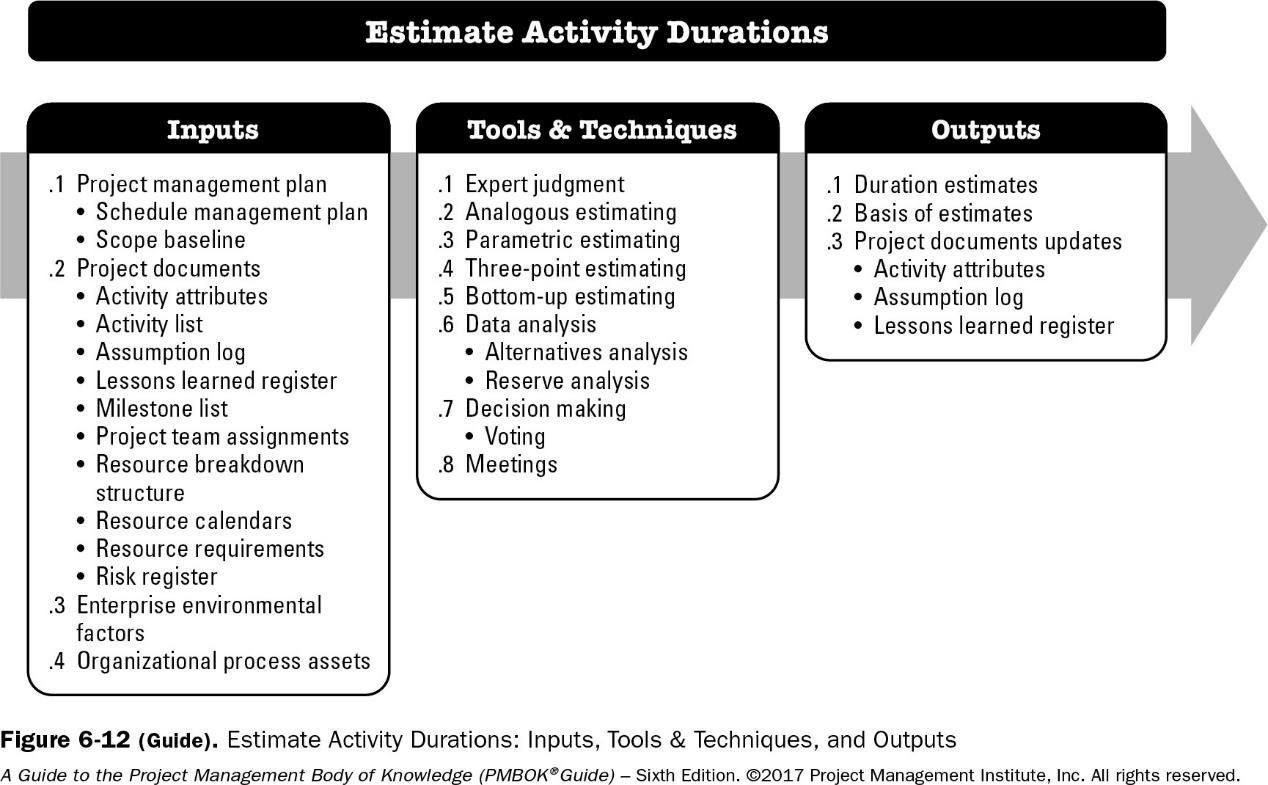 Estimate Activity Durations
Inputs
.1 Project management plan
• Schedule management plan
• Scope baseline
.2 Project documents
• Activity attributes
• Activity list
• Assumption log
• Lessons learned register
• Milestone list
• Project team assignments
• Resource breakdown
structure
• Resource calendars
• Resource requirements
• Risk register
.3 Enterprise environmental
factors
.4 Organizational process assets
Tools & Techniques
.1 Expert judgment
.2 Analogous estimating
.3 Parametric estimating
.4 Three-point estimating
.5 Bottom-up estimating
.6 Data analysis
• Alternatives analysis
• Reserve analysis
.7 Decision making
• Voting
.8 Meetings
Outputs
.1 Duration estimates
.2 Basis of estimates
.3 Project documents updates
• Activity attributes
• Assumption log
• Lessons learned register
Figure 6-12 (Guide). Estimate Activity Durations: Inputs, Tools & Techniques, and Outputs
A Guide to the Project Management Body of Knowledge (PMBOK® Guide) – Sixth Edition. ©2017 Project Management Institute, Inc. All rights reserved.